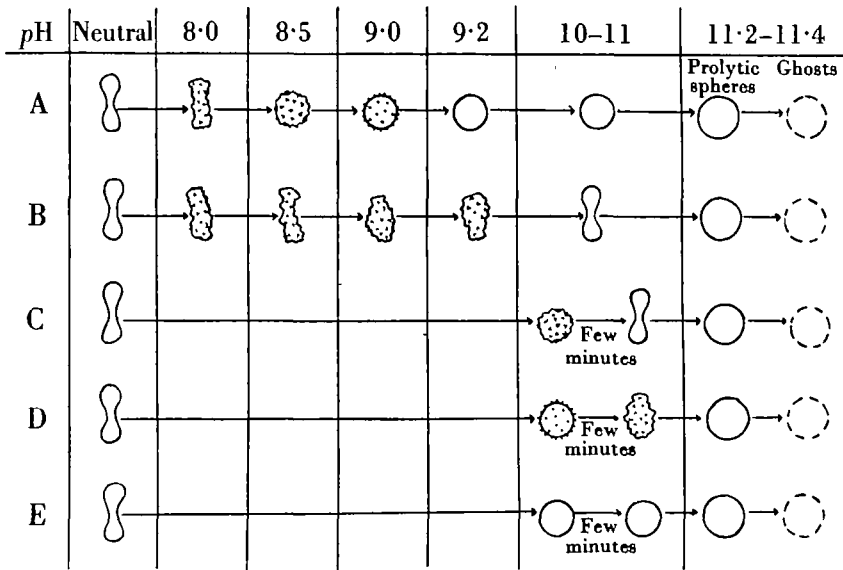 pH Neutral 8·0 8·5 9·0 9·2 10–11 11·2–11·4
Prolytic spheres Ghosts
A
B
C
Few minutes
D
Few minutes
E
Few minutes